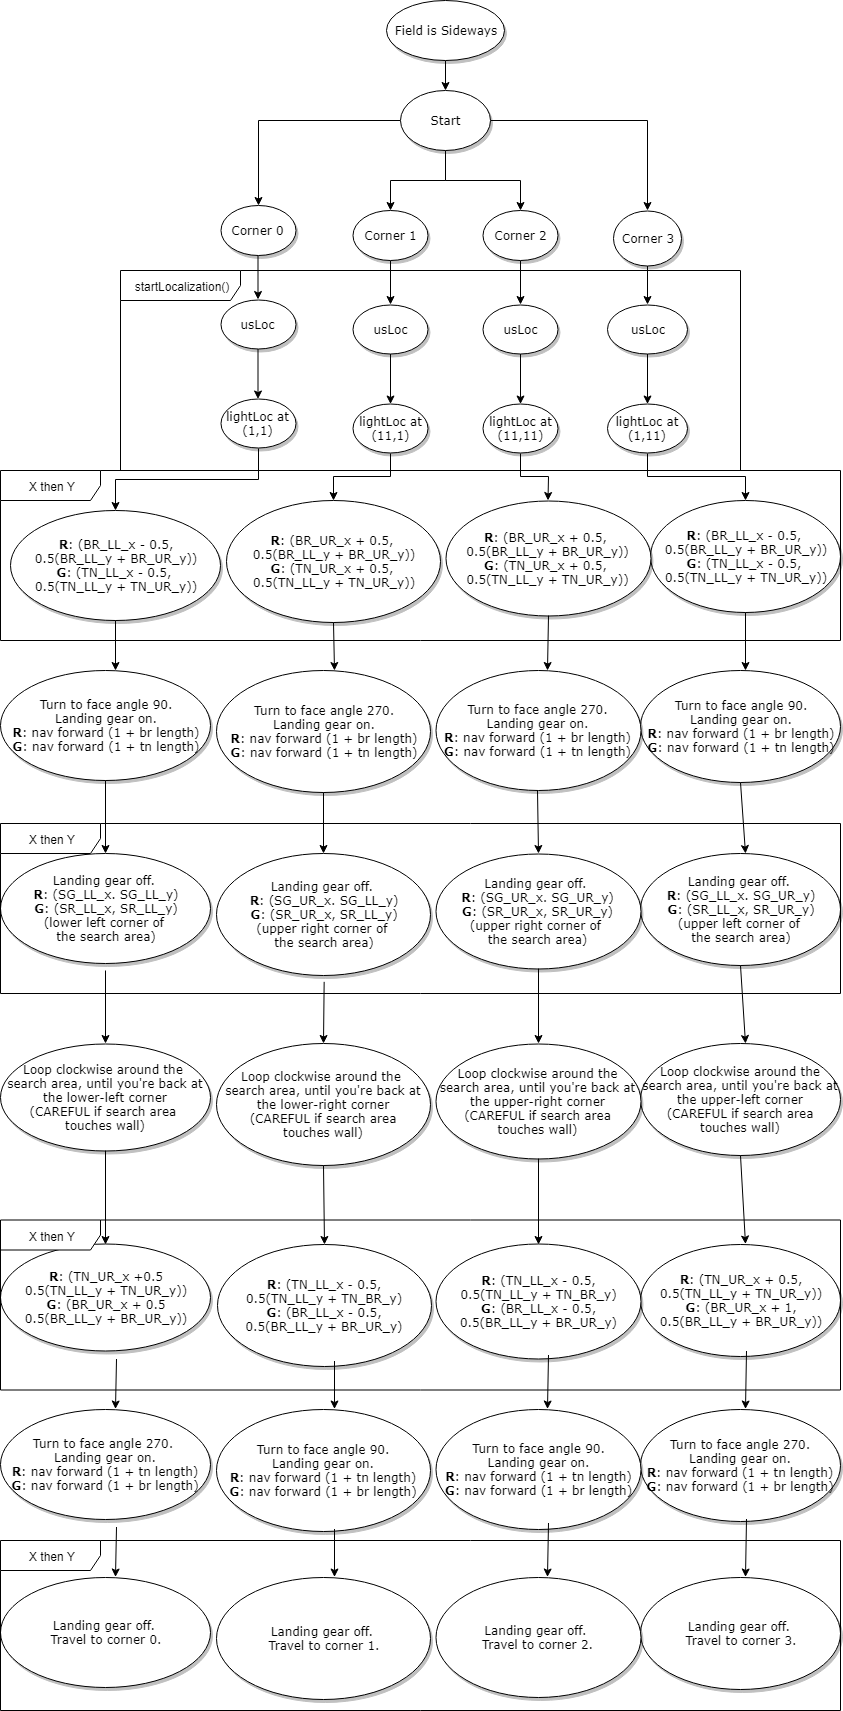 Field is Sideways
Start
Corner 0
Corner 1
Corner 2
Corner 3
startLocalization()
usLoc
usLoc
usLoc
usLoc
lightLoc at
(1,1)
lightLoc at
(11,1)
lightLoc at
(11,11)
lightLoc at
(1,11)
X then Y
R: (BR_LL_x - 0.5,
0.5(BR_LL_y + BR_UR_y))
G: (TN_LL_x - 0.5,
0.5(TN_LL_y + TN_UR_y))
R: (BR_UR_x + 0.5,
0.5(BR_LL_y + BR_UR_y))
G: (TN_UR_x + 0.5,
0.5(TN_LL_y + TN_UR_y))
R: (BR_UR_x + 0.5,
0.5(BR_LL_y + BR_UR_y))
G: (TN_UR_x + 0.5,
0.5(TN_LL_y + TN_UR_y))
R: (BR_LL_x - 0.5,
0.5(BR_LL_y + BR_UR_y))
G: (TN_LL_x - 0.5,
0.5(TN_LL_y + TN_UR_y))
Turn to face angle 90.
Landing gear on.
R: nav forward (1 + br length)
G: nav forward (1 + tn length)
Turn to face angle 270.
Landing gear on.
R: nav forward (1 + br length)
G: nav forward (1 + tn length)
Turn to face angle 270.
Landing gear on.
R: nav forward (1 + br length)
G: nav forward (1 + tn length)
Turn to face angle 90.
Landing gear on.
R: nav forward (1 + br length)
G: nav forward (1 + tn length)
X then Y
Landing gear off.
R: (SG_LL_x. SG_LL_y)
G: (SR_LL_x, SR_LL_y)
(lower left corner of
the search area)
Landing gear off.
R: (SG_UR_x. SG_LL_y)
G: (SR_UR_x, SR_LL_y)
(upper right corner of
the search area)
Landing gear off.
R: (SG_UR_x. SG_UR_y)
G: (SR_UR_x, SR_UR_y)
(upper right corner of
the search area)
Landing gear off.
R: (SG_LL_x. SG_UR_y)
G: (SR_LL_x, SR_UR_y)
(upper left corner of
the search area)
Loop clockwise around the
search area, until you're back at
the lower-left corner
(CAREFUL if search area
touches wall)
Loop clockwise around the
search area, until you're back at
the lower-right corner
(CAREFUL if search area
touches wall)
Loop clockwise around the
search area, until you're back at
the upper-right corner
(CAREFUL if search area
touches wall)
Loop clockwise around the
search area, until you're back at
the upper-left corner
(CAREFUL if search area
touches wall)
X then Y
R: (TN_UR_x +0.5
0.5(TN_LL_y + TN_UR_y))
G: (BR_UR_x + 0.5
0.5(BR_LL_y + BR_UR_y))
R: (TN_LL_x - 0.5,
0.5(TN_LL_y + TN_BR_y)
G: (BR_LL_x - 0.5,
0.5(BR_LL_y + BR_UR_y)
R: (TN_LL_x - 0.5,
0.5(TN_LL_y + TN_BR_y)
G: (BR_LL_x - 0.5,
0.5(BR_LL_y + BR_UR_y)
R: (TN_UR_x + 0.5,
0.5(TN_LL_y + TN_UR_y))
G: (BR_UR_x + 1,
0.5(BR_LL_y + BR_UR_y))
Turn to face angle 270.
Landing gear on.
R: nav forward (1 + tn length)
G: nav forward (1 + br length)
Turn to face angle 90.
Landing gear on.
R: nav forward (1 + tn length)
G: nav forward (1 + br length)
Turn to face angle 90.
Landing gear on.
R: nav forward (1 + tn length)
G: nav forward (1 + br length)
Turn to face angle 270.
Landing gear on.
R: nav forward (1 + tn length)
G: nav forward (1 + br length)
X then Y
Landing gear off.
Travel to corner 0.
Landing gear off.
Travel to corner 1.
Landing gear off.
Travel to corner 2.
Landing gear off.
Travel to corner 3.